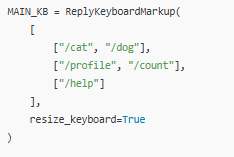 MAIN_KB = ReplyKeyboardMarkup(
    [
        ["/cat", "/dog"],
        ["/profile", "/count"],
        ["/help"]
    ],
    resize_keyboard=True
)